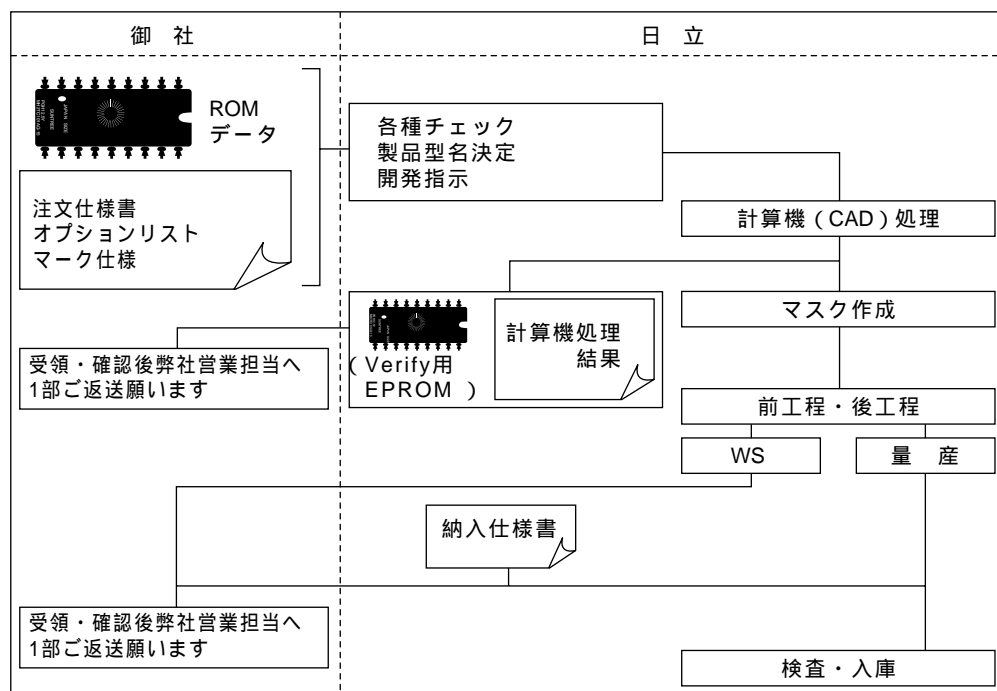 御 社
日 立
ROM
データ
注文仕様書
オプションリスト
マーク仕様
各種チェック
製品型名決定
開発指示
計算機（CAD）処理
マスク作成
（Verify用
EPROM ）
計算機処理
結果
受領・確認後弊社営業担当へ
1部ご返送願います
前工程・後工程
WS
量 産
納入仕様書
受領・確認後弊社営業担当へ
1部ご返送願います
検査・入庫